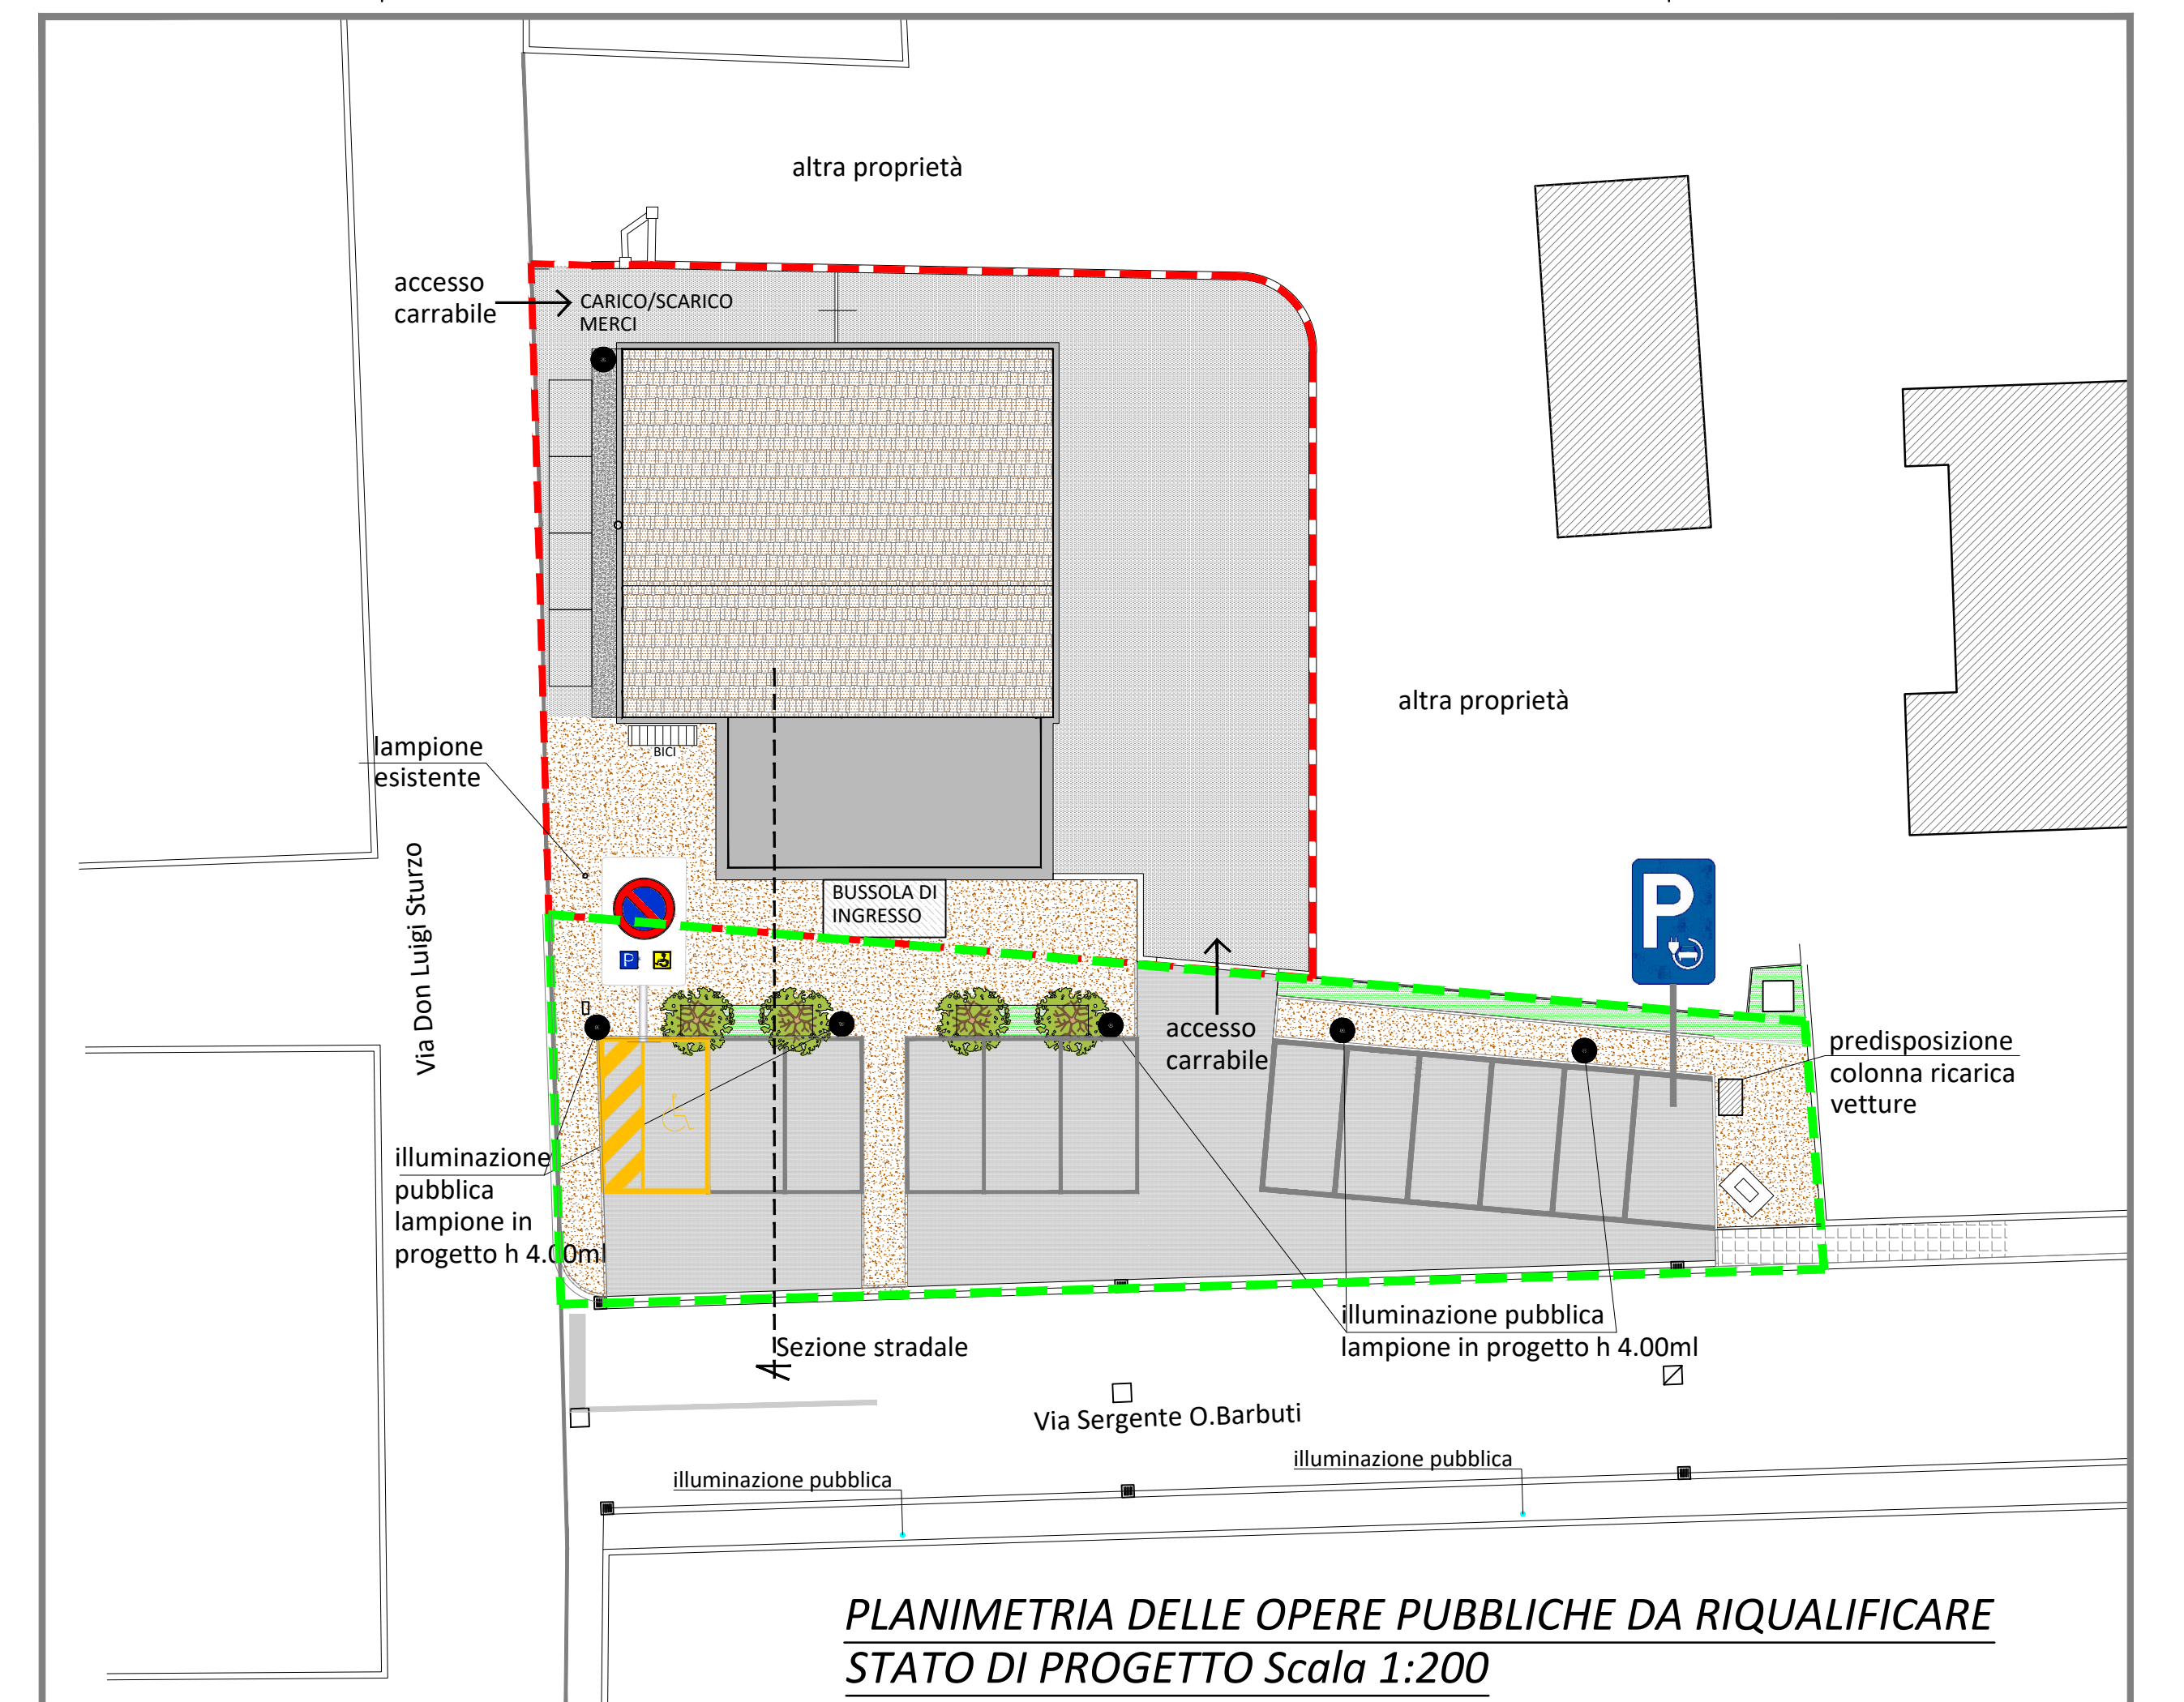 altra proprietà
accesso
carrabile
CARICO/SCARICO
MERCI
altra proprietà
lampione
esistente
BICI
Via Don Luigi Sturzo
BUSSOLA DI
INGRESSO
P
P
accesso
carrabile
predisposizione
colonna ricarica
vetture
illuminazione
pubblica
lampione in
progetto h 4.00ml
illuminazione pubblica
lampione in progetto h 4.00ml
Sezione stradale
Via Sergente O.Barbuti
illuminazione pubblica
illuminazione pubblica
PLANIMETRIA DELLE OPERE PUBBLICHE DA RIQUALIFICARE
STATO DI PROGETTO Scala 1:200